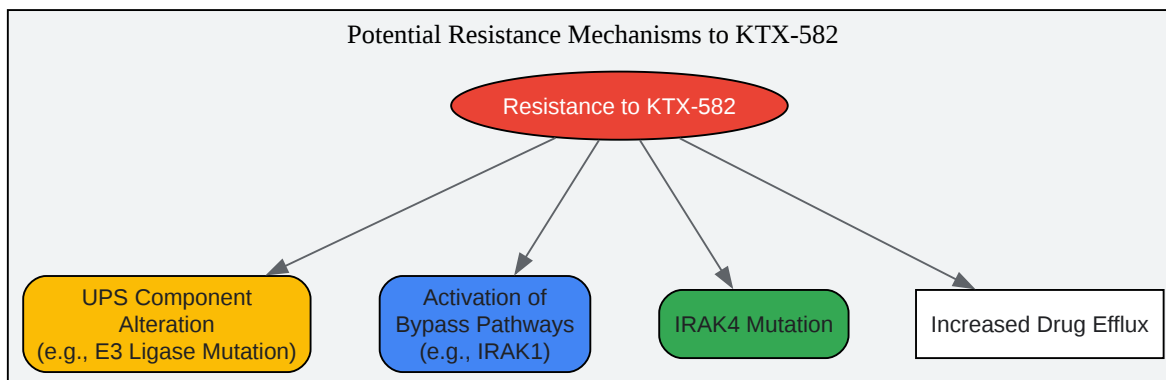 Potential Resistance Mechanisms to KTX-582
Resistance to KTX-582
UPS Component
Alteration
(e.g., E3 Ligase Mutation)
Activation of
Bypass Pathways
(e.g., IRAK1)
IRAK4 Mutation
Increased Drug Efflux